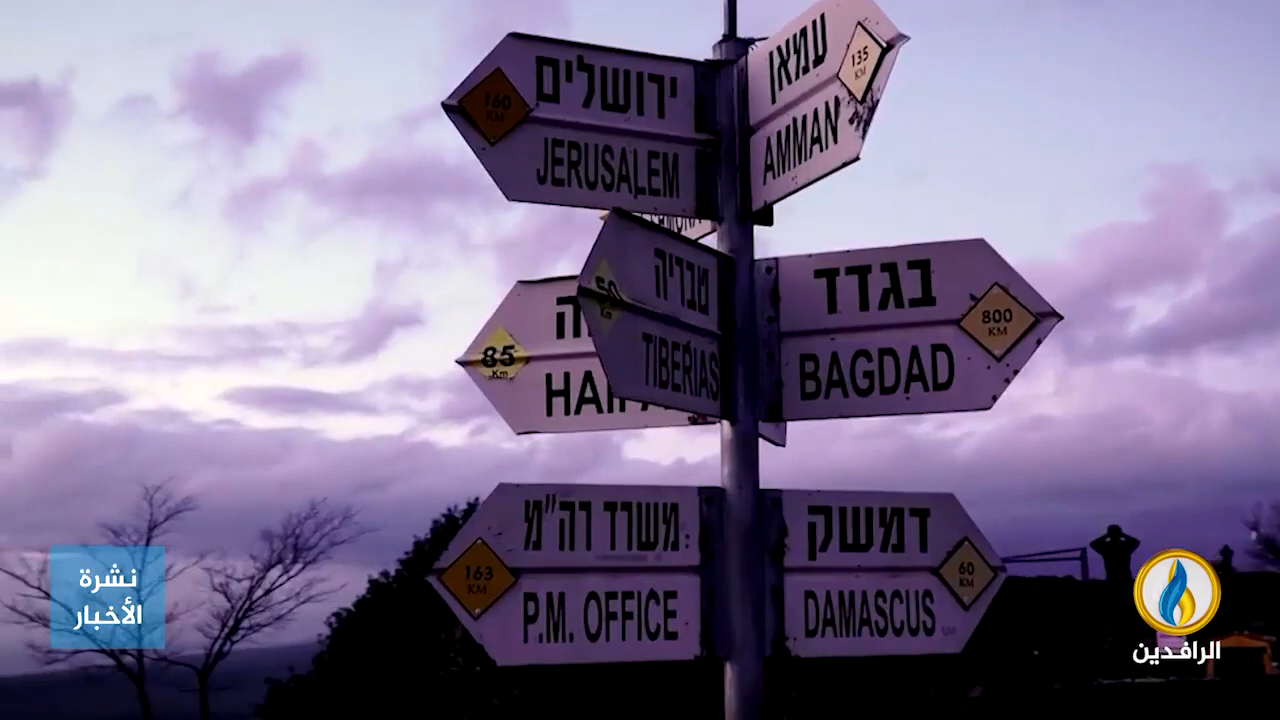 ירושלים
JERUSALEM
160
KM
עמאן
AMMAN
135
KM
טבריה
TIBERIAS
85
Km
בגדד
BAGDAD
800
KM
משרד רה"מ
P.M. OFFICE
163
KM
דמשק
DAMASCUS
60
KM
نشرة
الأخبار
الرافدين